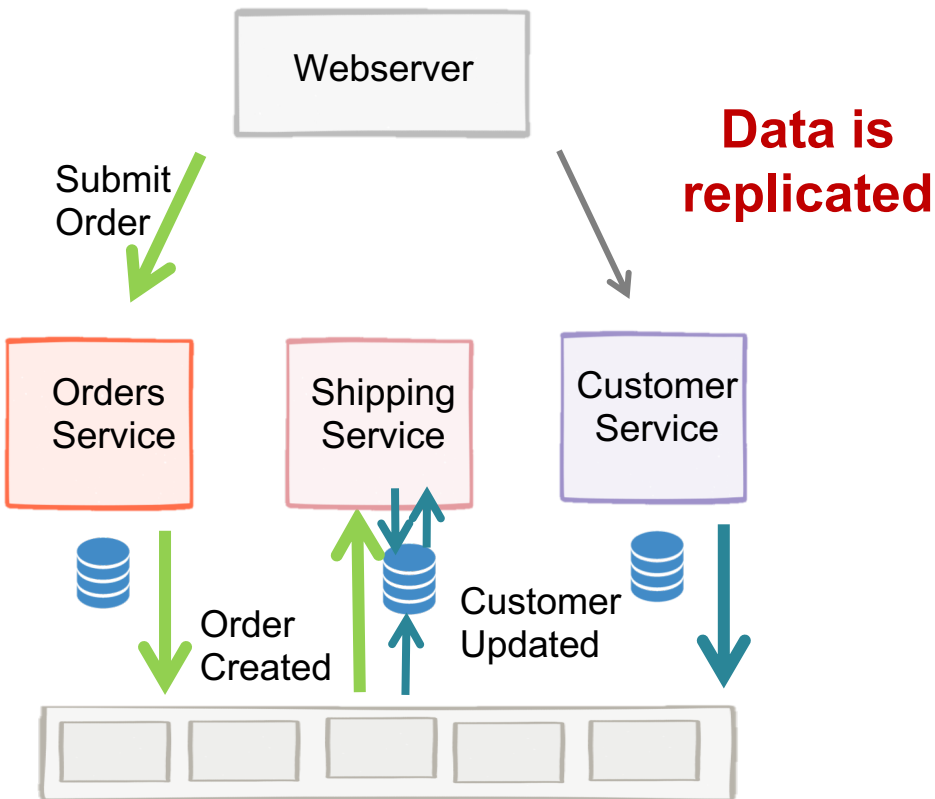 Webserver
Data is
replicated
Submit
Order
Orders
Service
Shipping
Service
Customer
Service
Order
Created
Customer
Updated